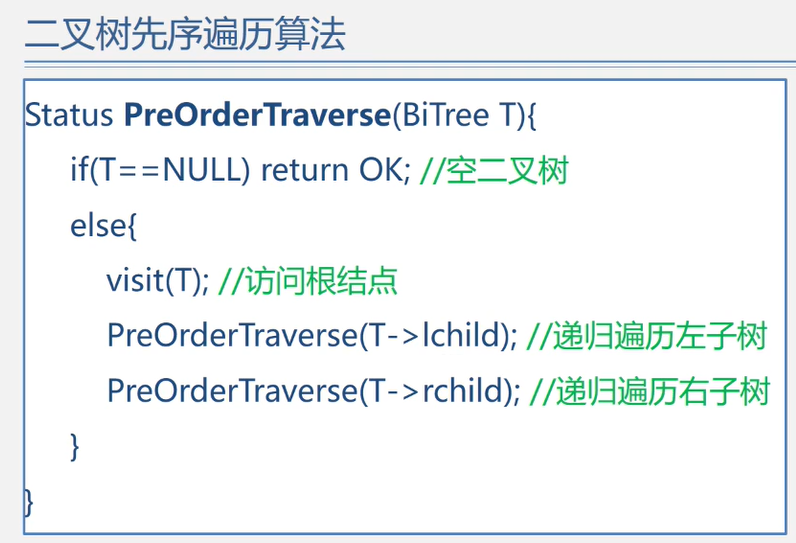 二叉树先序遍历算法
Status PreOrderTraverse(BiTree T){
if(T==NULL) return OK; //空二叉树
else{
visit(T); //访问根结点
PreOrderTraverse(T->lchild); //递归遍历左子树
PreOrderTraverse(T->rchild); //递归遍历右子树
}
}